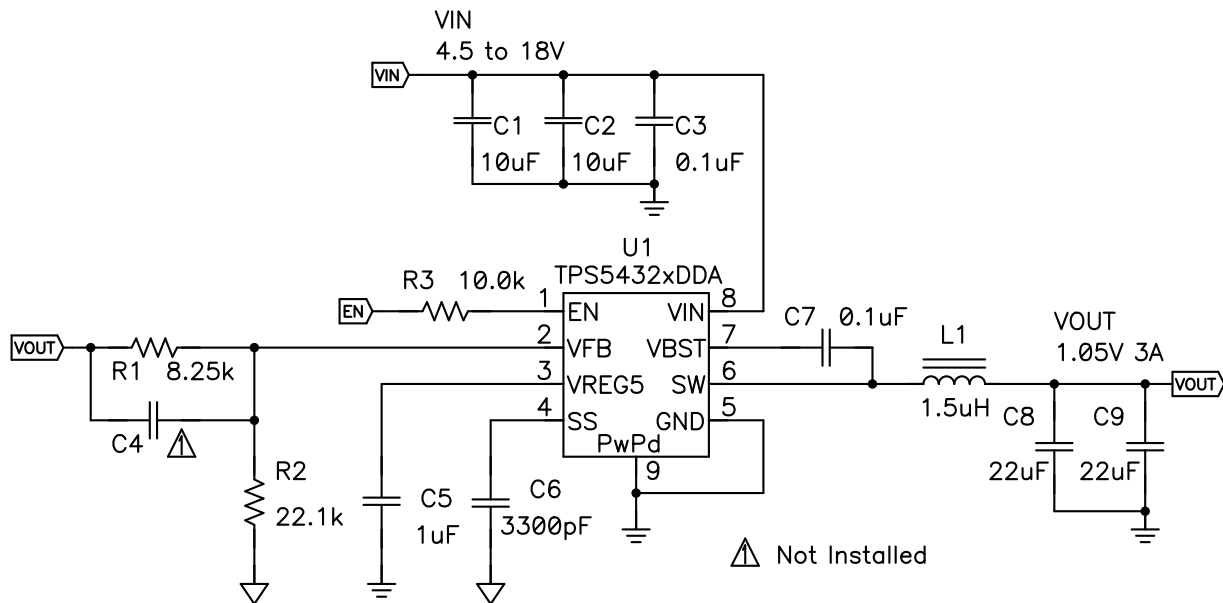 VIN
4.5 to 18V
VIN
C1
C2
C3
10uF
10uF
0.1uF
U1
TPS5432xDDA
R3 10.0k
EN
1
EN
VIN
8
C7
0.1uF
VOUT
1.05V 3A
L1
VOUT
R1
8.25k
2
VFB
VBST
7
3
VREG5
SW
6
1.5uH
VOUT
4
SS
GND
5
C8
C9
C4
1
PwPd
9
22uF
22uF
R2
22.1k
C5
1uF
C6
3300pF
1 Not Installed